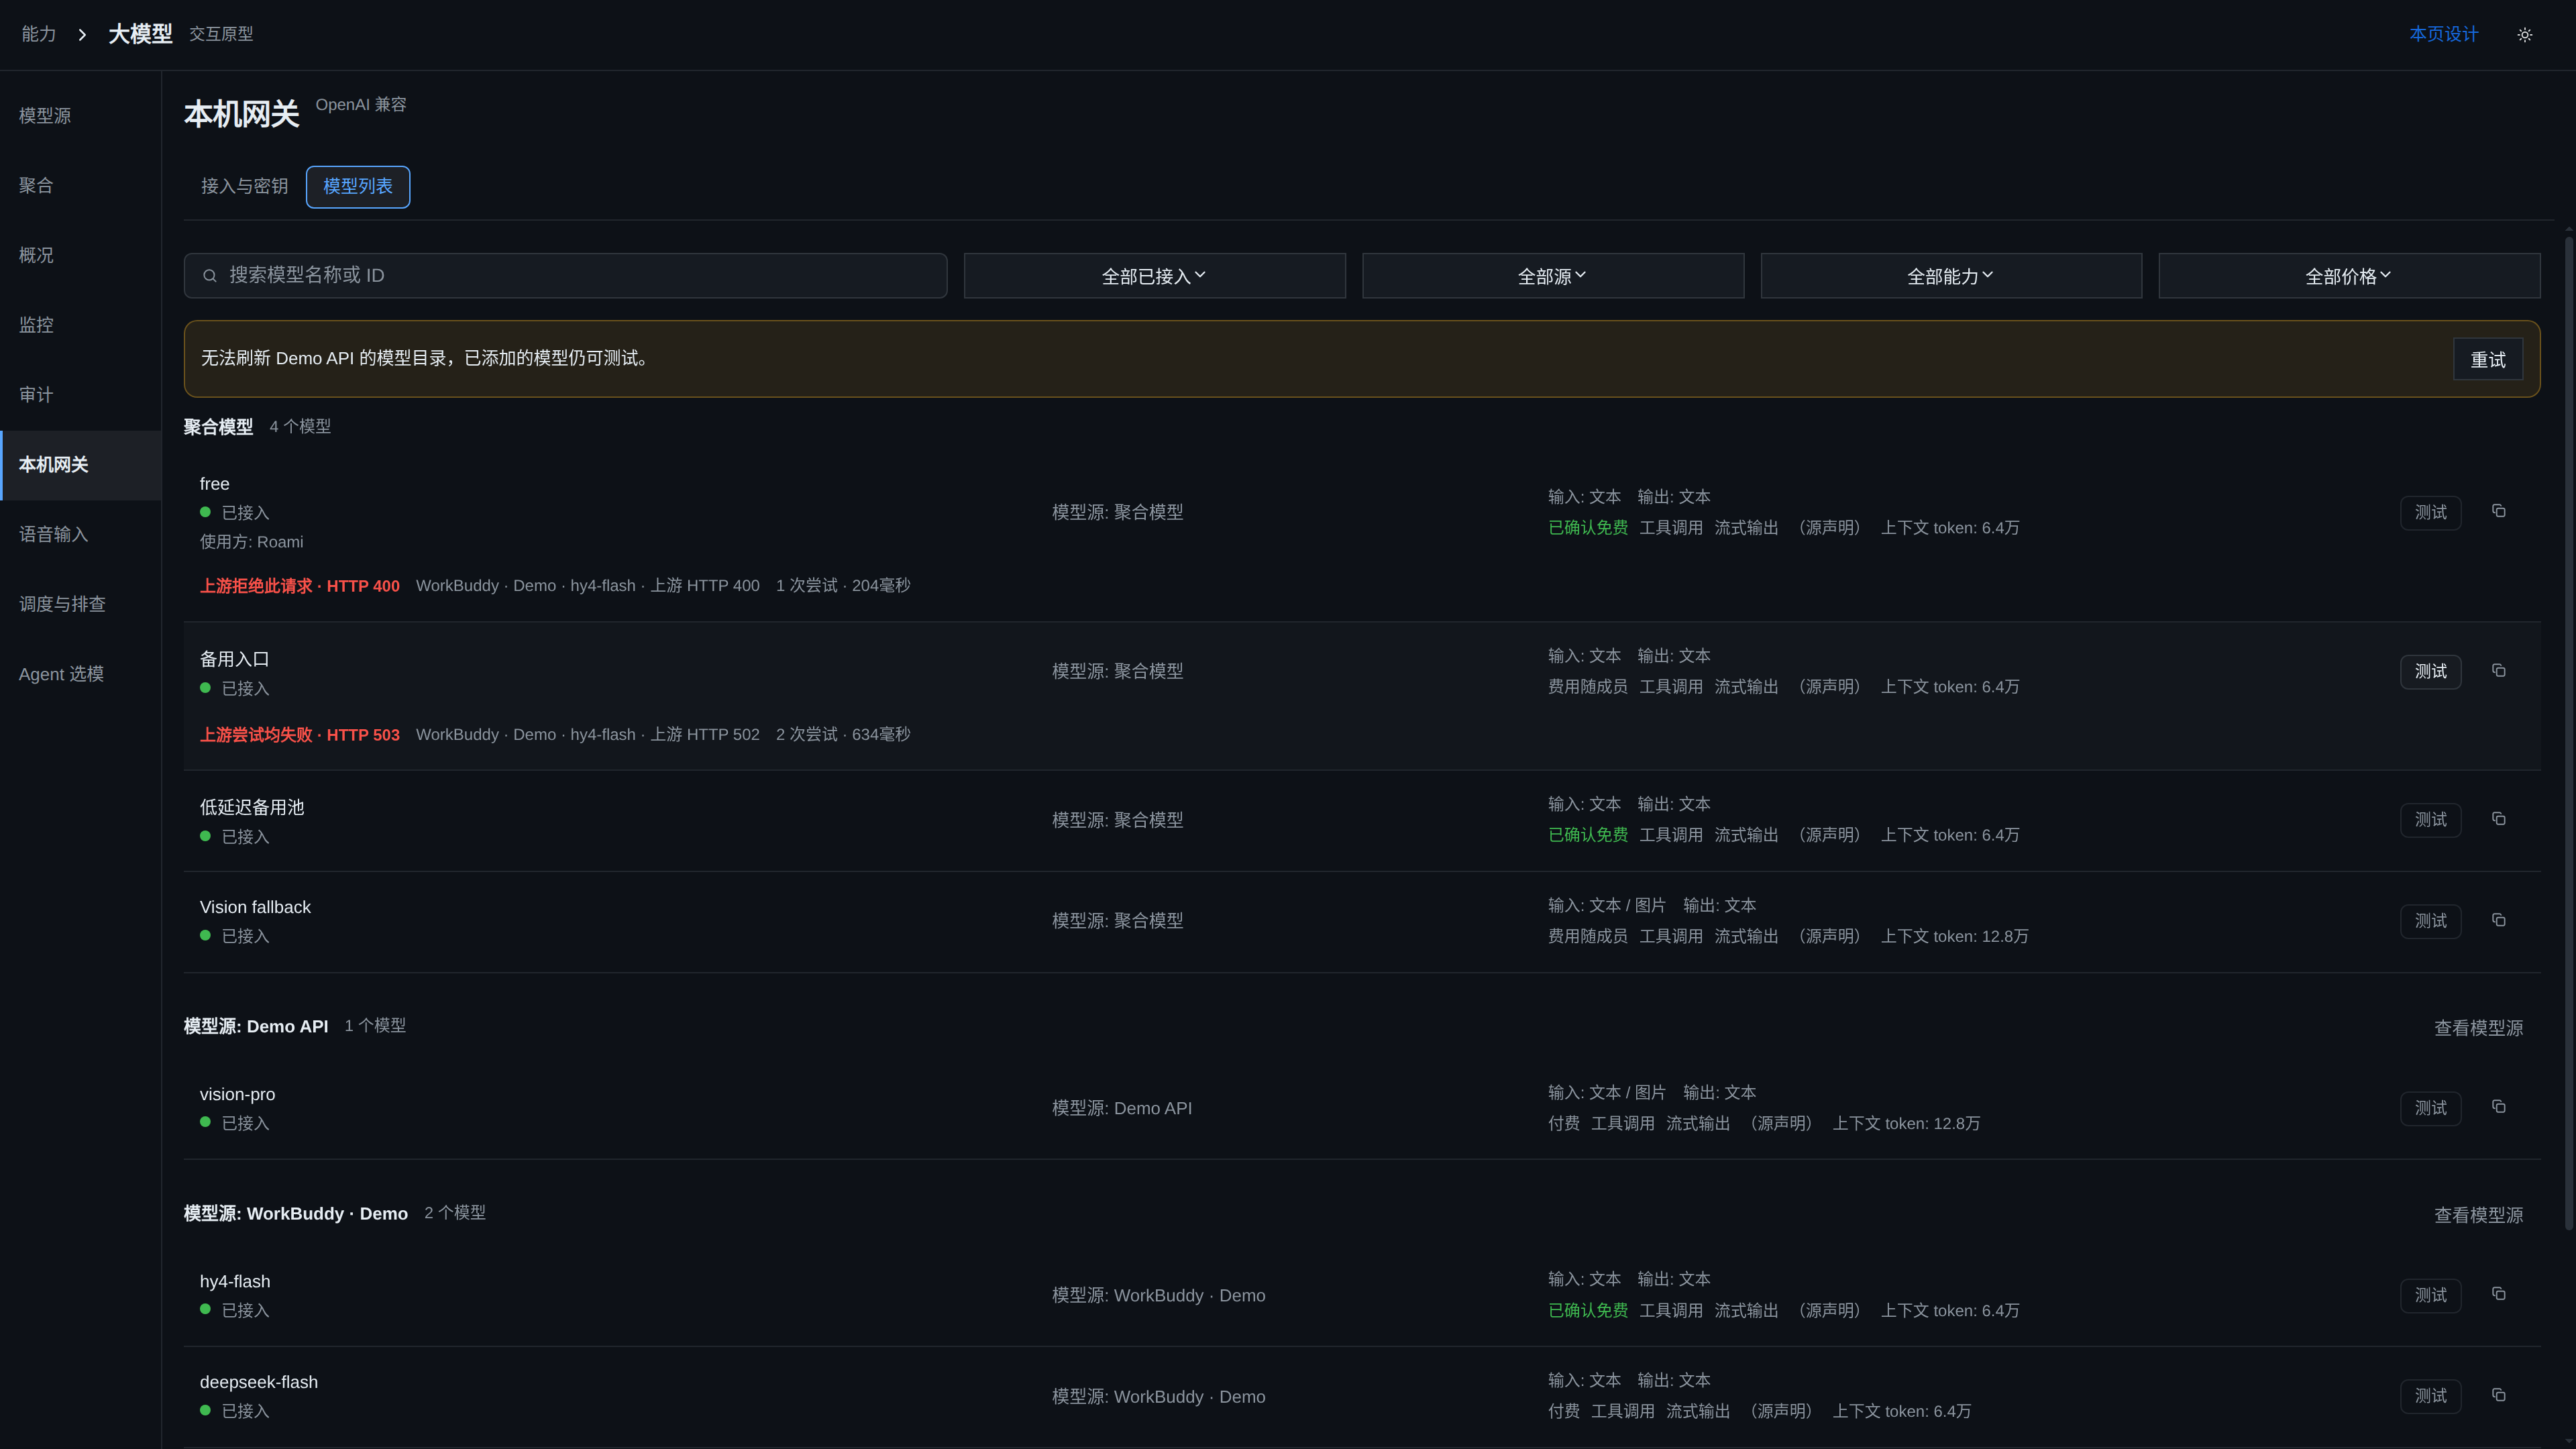 能力 大模型 交互原型 本页设计
模型源
聚合
概况
监控
审计
本机网关
语音输入
调度与排查
Agent 选模
本机网关 OpenAI 兼容
接入与密钥 模型列表
搜索模型名称或 ID 全部已接入 全部源 全部能力 全部价格
无法刷新 Demo API 的模型目录，已添加的模型仍可测试。 重试
聚合模型 4 个模型
free
已接入
使用方: Roami
模型源: 聚合模型
输入: 文本 输出: 文本
已确认免费 工具调用 流式输出 （源声明） 上下文 token: 6.4万
测试
上游拒绝此请求 · HTTP 400 WorkBuddy · Demo · hy4-flash · 上游 HTTP 400 1 次尝试 · 204毫秒
备用入口
已接入
模型源: 聚合模型
输入: 文本 输出: 文本
费用随成员 工具调用 流式输出 （源声明） 上下文 token: 6.4万
测试
上游尝试均失败 · HTTP 503 WorkBuddy · Demo · hy4-flash · 上游 HTTP 502 2 次尝试 · 634毫秒
低延迟备用池
已接入
模型源: 聚合模型
输入: 文本 输出: 文本
已确认免费 工具调用 流式输出 （源声明） 上下文 token: 6.4万
测试
Vision fallback
已接入
模型源: 聚合模型
输入: 文本 / 图片 输出: 文本
费用随成员 工具调用 流式输出 （源声明） 上下文 token: 12.8万
测试
模型源: Demo API 1 个模型 查看模型源
vision-pro
已接入
模型源: Demo API
输入: 文本 / 图片 输出: 文本
付费 工具调用 流式输出 （源声明） 上下文 token: 12.8万
测试
模型源: WorkBuddy · Demo 2 个模型 查看模型源
hy4-flash
已接入
模型源: WorkBuddy · Demo
输入: 文本 输出: 文本
已确认免费 工具调用 流式输出 （源声明） 上下文 token: 6.4万
测试
deepseek-flash
已接入
模型源: WorkBuddy · Demo
输入: 文本 输出: 文本
付费 工具调用 流式输出 （源声明） 上下文 token: 6.4万
测试